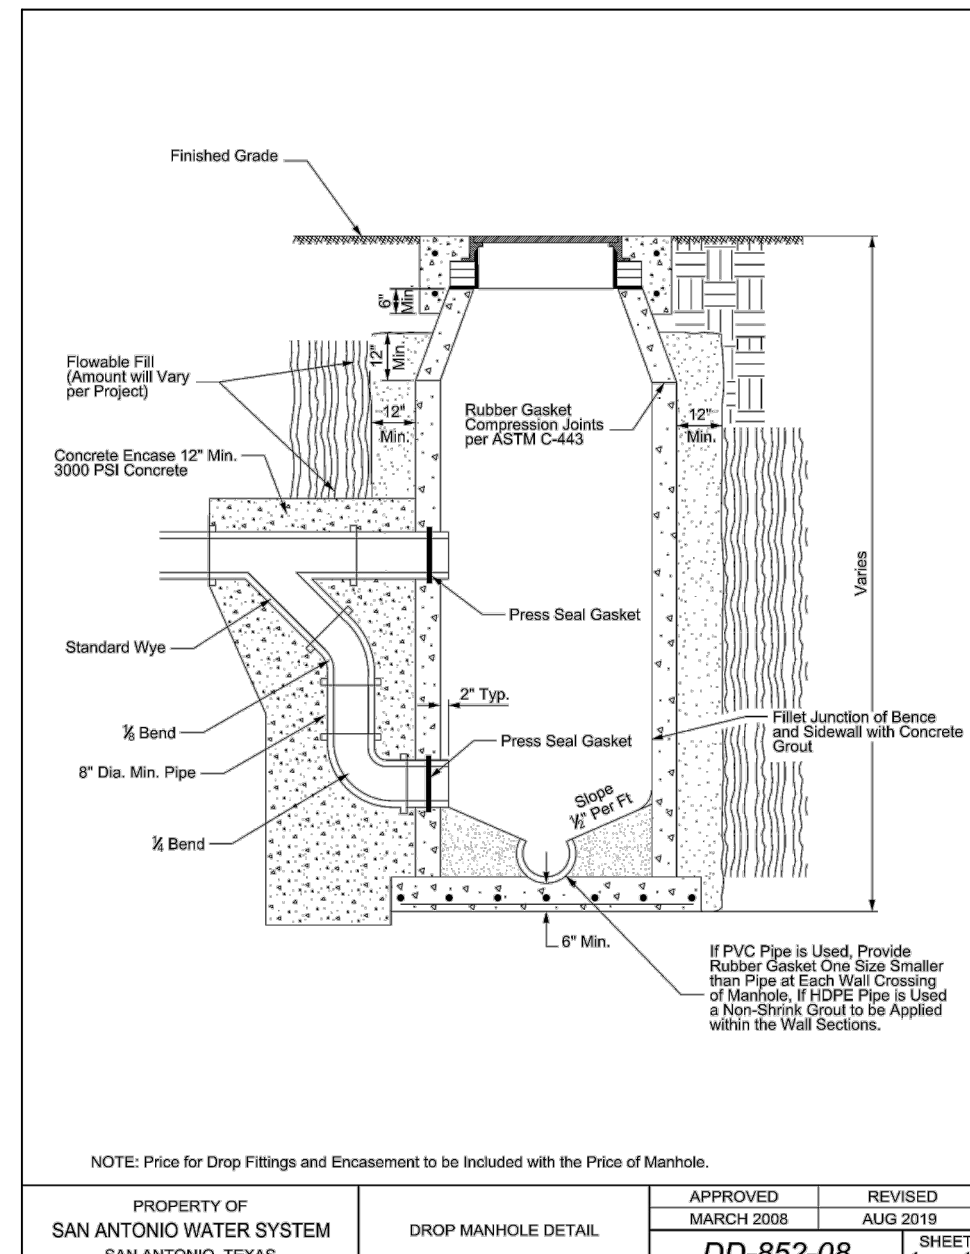 Finished Grade
6"
Min.
12"
Min.
Flowable Fill
(Amount will Vary
per Project)
12"
Min.
Rubber Gasket
Compression Joints
per ASTM C-443
12"
Min.
Concrete Encase 12" Min.
3000 PSI Concrete
Varies
Press Seal Gasket
Standard Wye
2" Typ.
⅛ Bend
Press Seal Gasket
Fillet Junction of Bence
and Sidewall with Concrete
Grout
8" Dia. Min. Pipe
Slope
½" Per Ft
¼ Bend
6" Min.
If PVC Pipe is Used, Provide
Rubber Gasket One Size Smaller
than Pipe at Each Wall Crossing
of Manhole, If HDPE Pipe is Used
a Non-Shrink Grout to be Applied
within the Wall Sections.
NOTE: Price for Drop Fittings and Encasement to be Included with the Price of Manhole.
PROPERTY OF
SAN ANTONIO WATER SYSTEM
SAN ANTONIO, TEXAS
DROP MANHOLE DETAIL
APPROVED
REVISED
MARCH 2008
AUG 2019
DD-852-08
SHEET